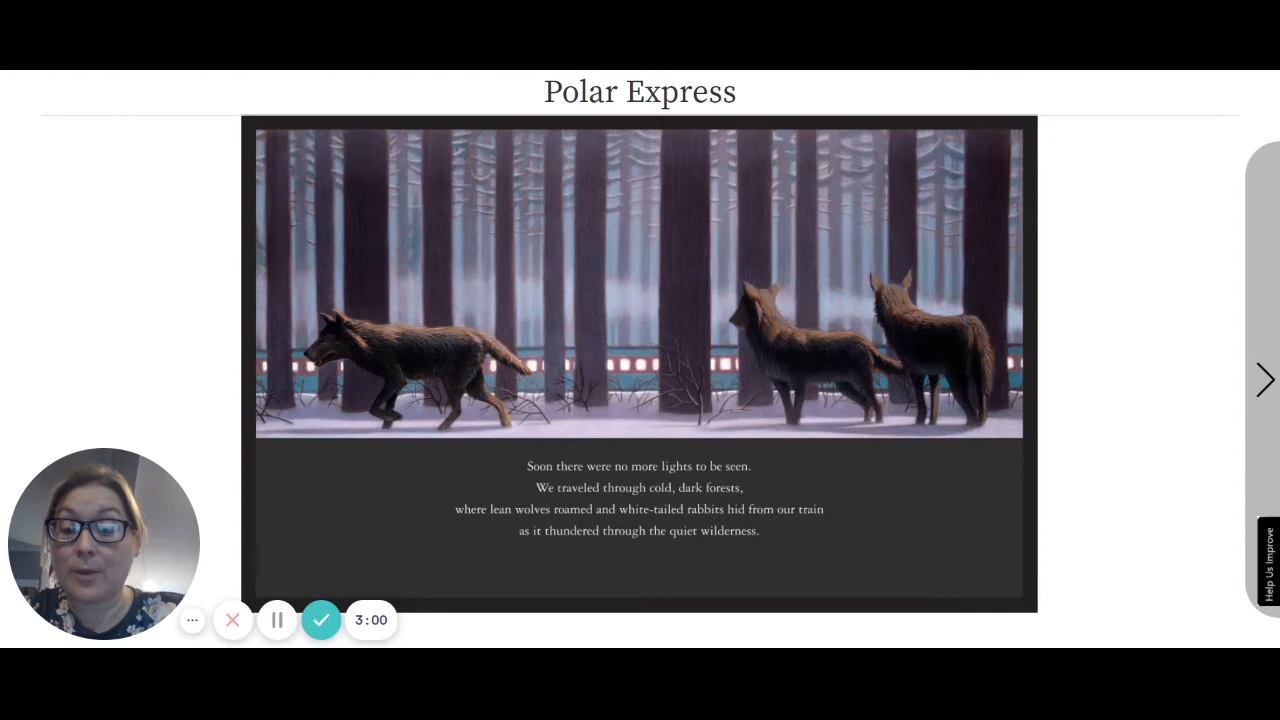 Polar Express
Soon there were no more lights to be seen.
We traveled through cold, dark forests,
where lean wolves roamed and white-tailed rabbits hid from our train
as it thundered through the quiet wilderness.
Help Us Improve
3:00